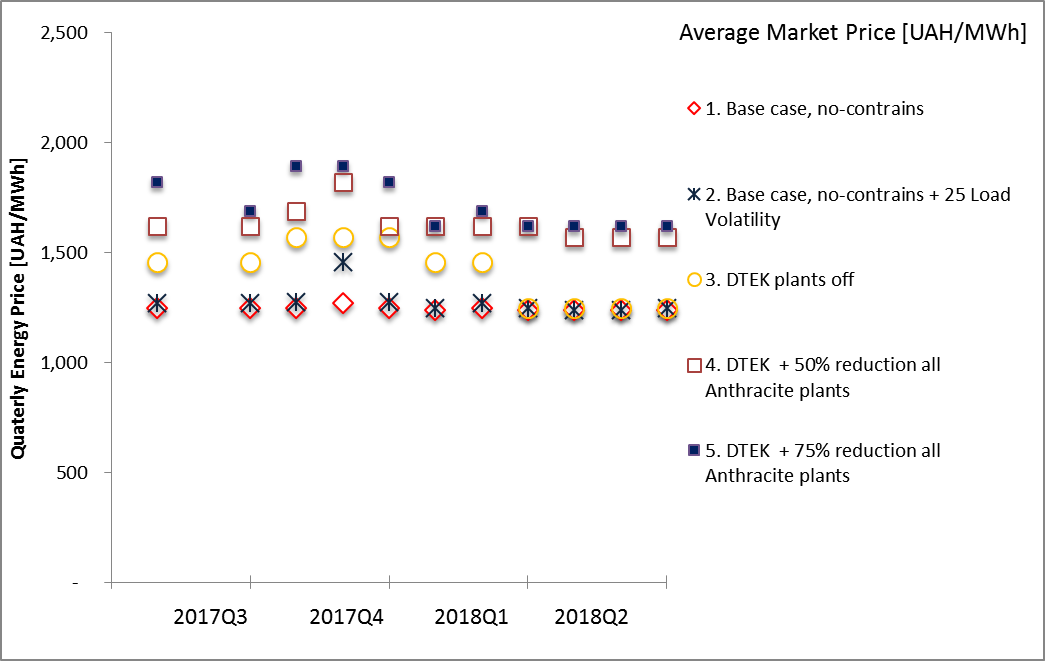 Average Market Price [UAH/MWh]
Quaterly Energy Price [UAH/MWh]
2,500
2,000
1,500
1,000
500
-
2017Q3
2017Q4
2018Q1
2018Q2
1. Base case, no-contrains
2. Base case, no-contrains + 25 Load
Volatility
3. DTEK plants off
4. DTEK + 50% reduction all
Anthracite plants
5. DTEK + 75% reduction all
Anthracite plants